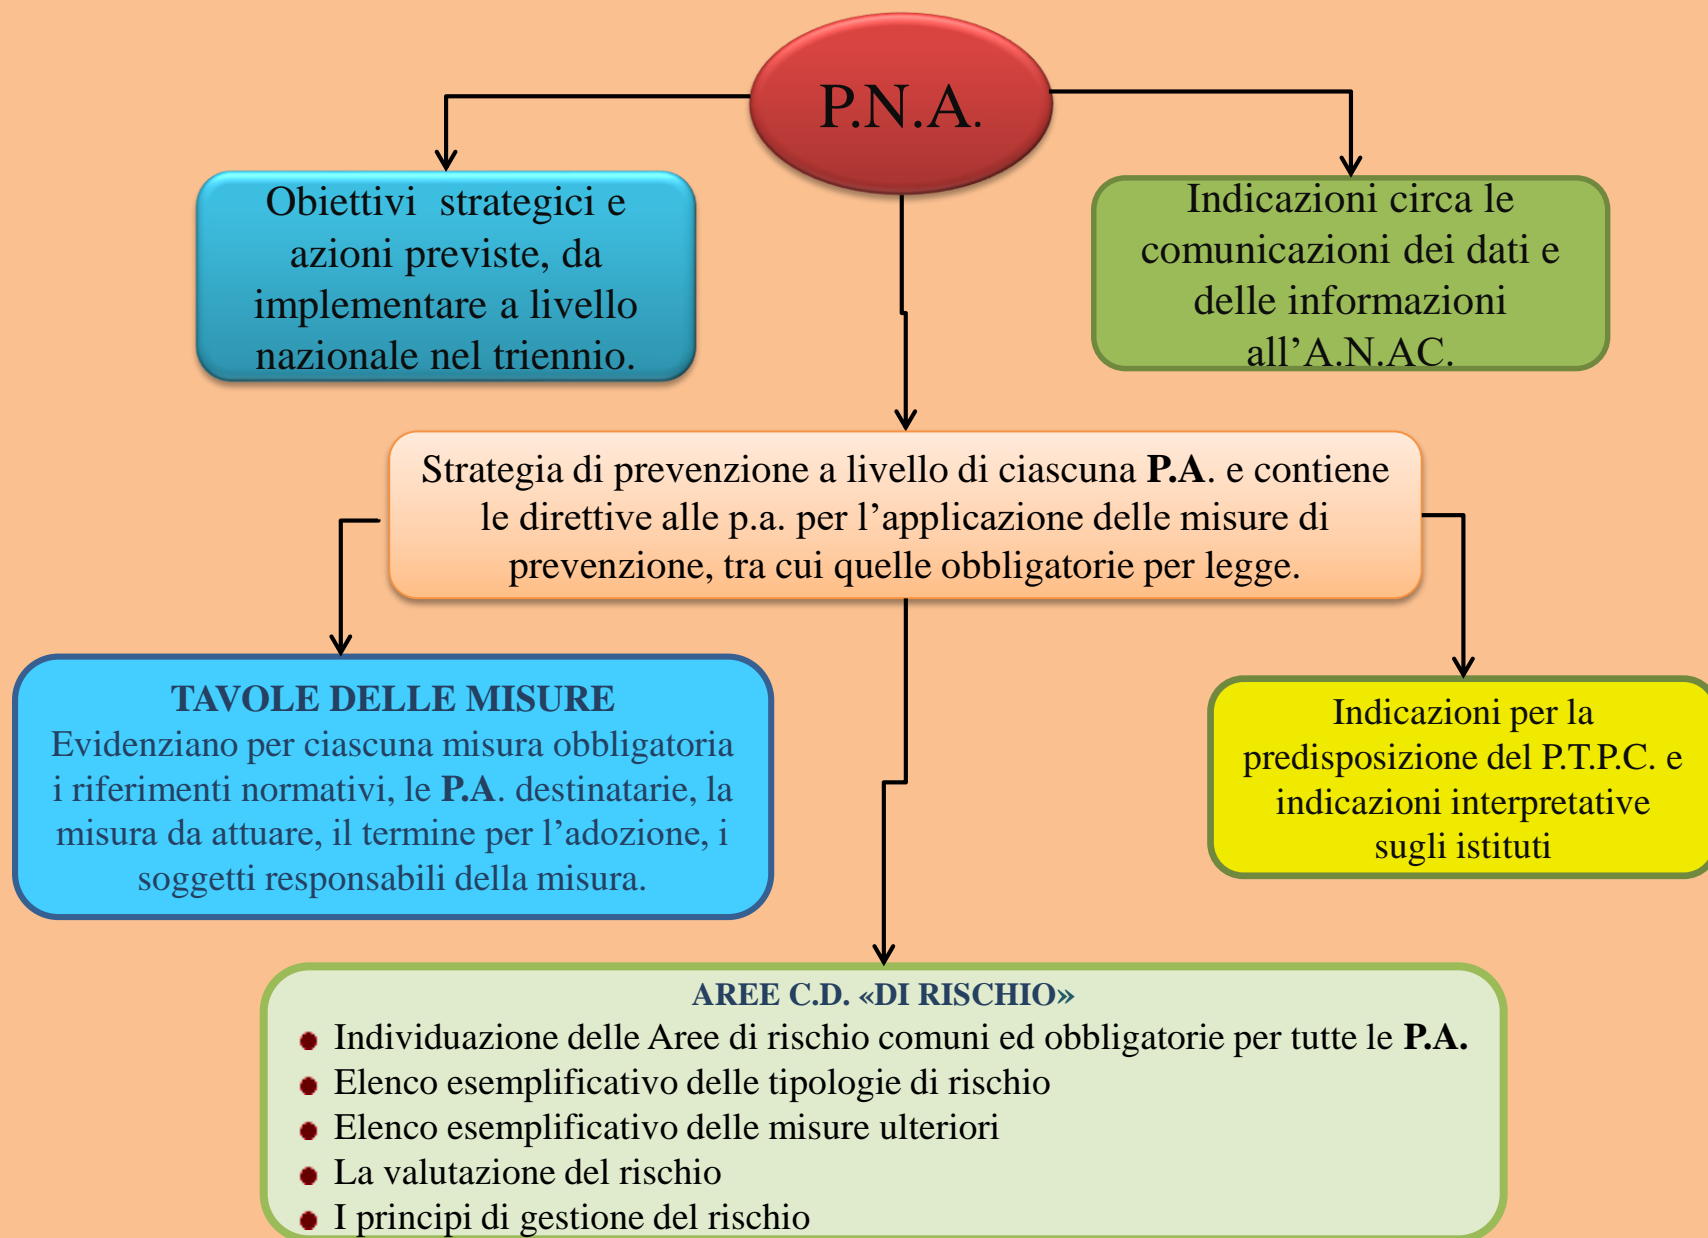 P.N.A.
Obiettivi strategici e
azioni previste, da
implementare a livello
nazionale nel triennio.
Indicazioni circa le
comunicazioni dei dati e
delle informazioni
all’A.N.AC.
Strategia di prevenzione a livello di ciascuna P.A. e contiene
le direttive alle p.a. per l’applicazione delle misure di
prevenzione, tra cui quelle obbligatorie per legge.
TAVOLE DELLE MISURE
Evidenziano per ciascuna misura obbligatoria
i riferimenti normativi, le P.A. destinatarie, la
misura da attuare, il termine per l’adozione, i
soggetti responsabili della misura.
Indicazioni per la
predisposizione del P.T.P.C. e
indicazioni interpretative
sugli istituti
AREE C.D. «DI RISCHIO»
Individuazione delle Aree di rischio comuni ed obbligatorie per tutte le P.A.
Elenco esemplificativo delle tipologie di rischio
Elenco esemplificativo delle misure ulteriori
La valutazione del rischio
I principi di gestione del rischio